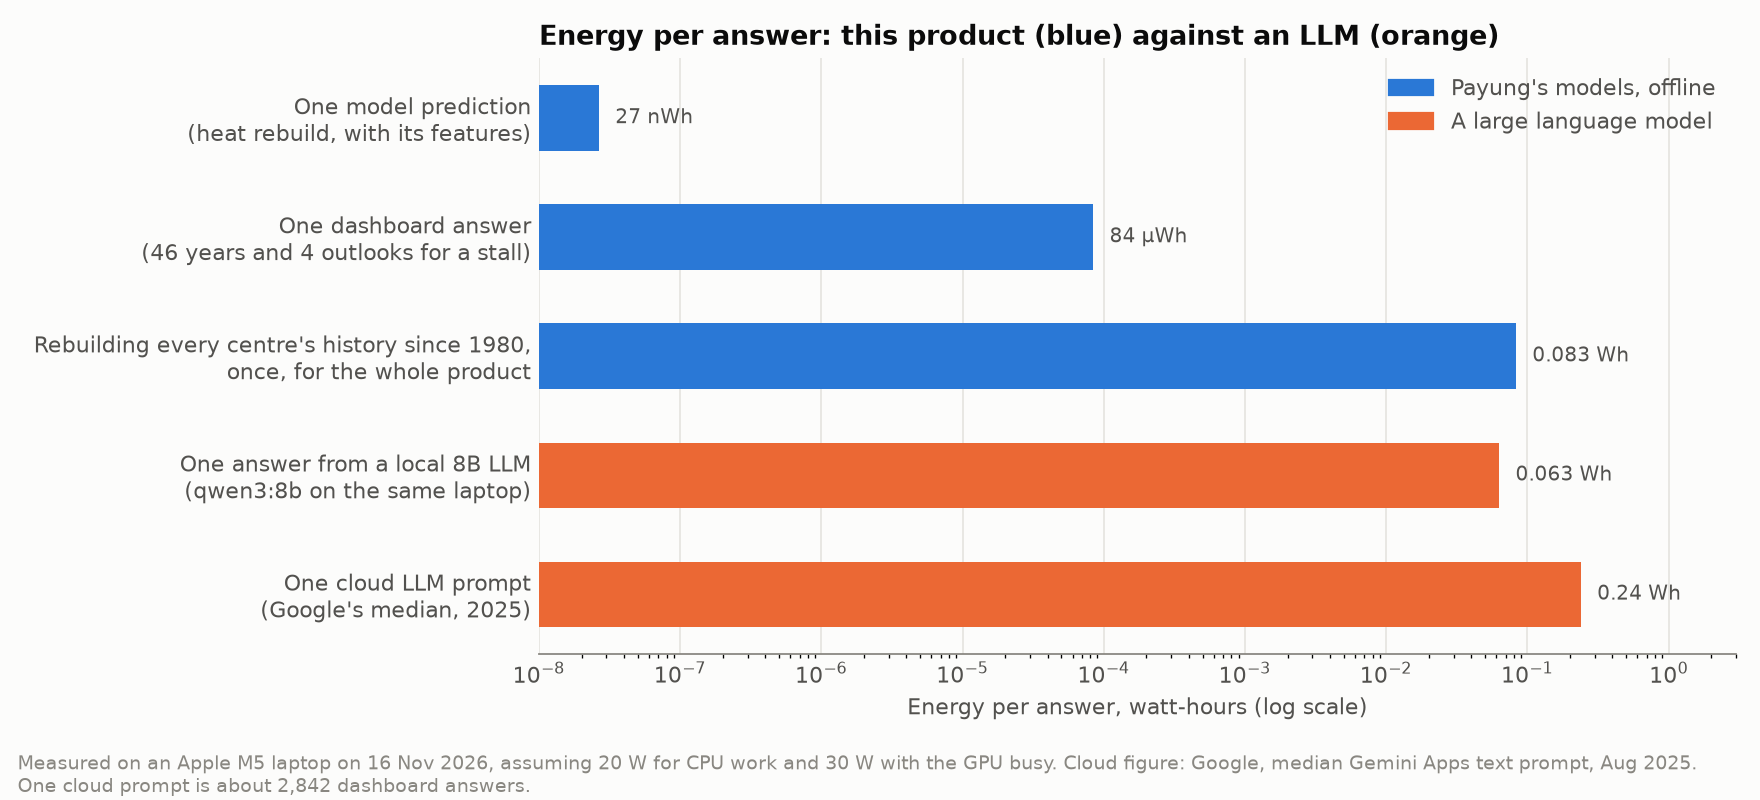 Energy per answer: this product (blue) against an LLM (orange)
Payung's models, offline
A large language model
One model prediction
(heat rebuild, with its features)
27 nWh
One dashboard answer
(46 years and 4 outlooks for a stall)
84 µWh
Rebuilding every centre's history since 1980,
once, for the whole product
0.083 Wh
One answer from a local 8B LLM
(qwen3:8b on the same laptop)
0.063 Wh
One cloud LLM prompt
(Google's median, 2025)
0.24 Wh
10⁻⁸ 10⁻⁷ 10⁻⁶ 10⁻⁵ 10⁻⁴ 10⁻³ 10⁻² 10⁻¹ 10⁰
Energy per answer, watt-hours (log scale)
Measured on an Apple M5 laptop on 16 Nov 2026, assuming 20 W for CPU work and 30 W with the GPU busy. Cloud figure: Google, median Gemini Apps text prompt, Aug 2025.
One cloud prompt is about 2,842 dashboard answers.